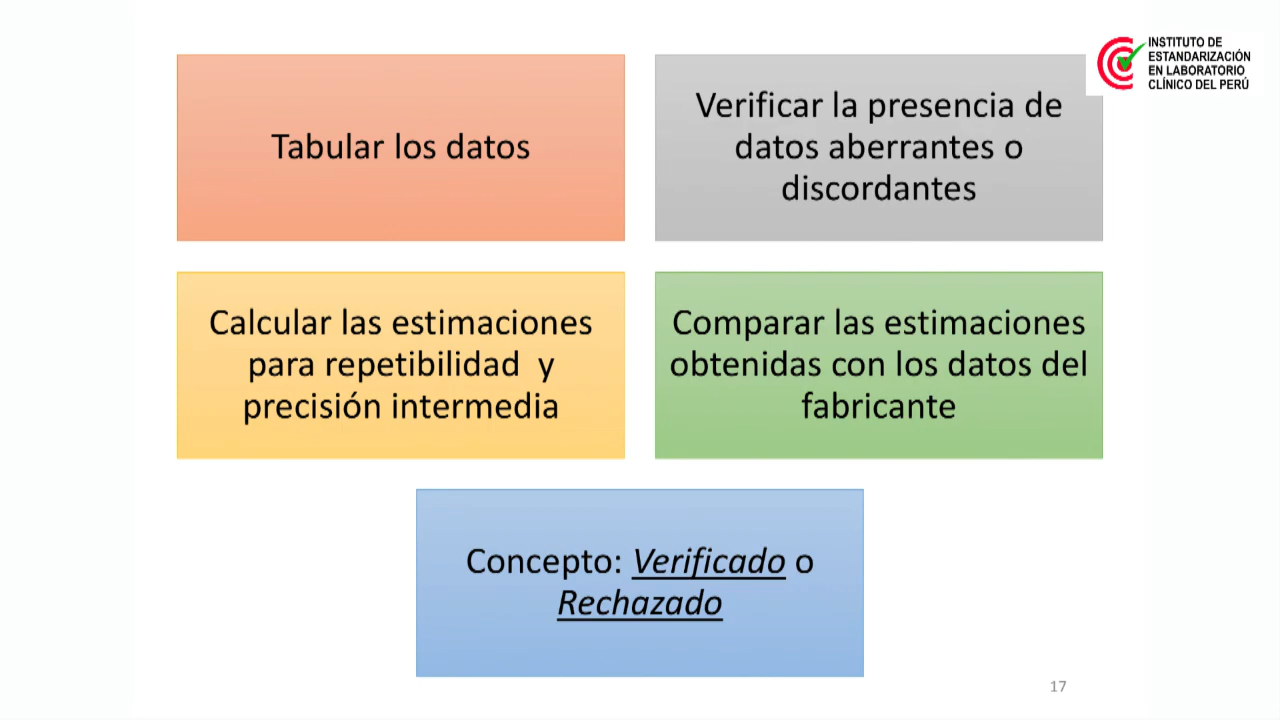 INSTITUTO DE
ESTANDARIZACIÓN
EN LABORATORIO
CLÍNICO DEL PERÚ
Tabular los datos
Verificar la presencia de
datos aberrantes o
discordantes
Calcular las estimaciones
para repetibilidad  y
precisión intermedia
Comparar las estimaciones
obtenidas con los datos del
fabricante
Concepto: Verificado o
Rechazado
17